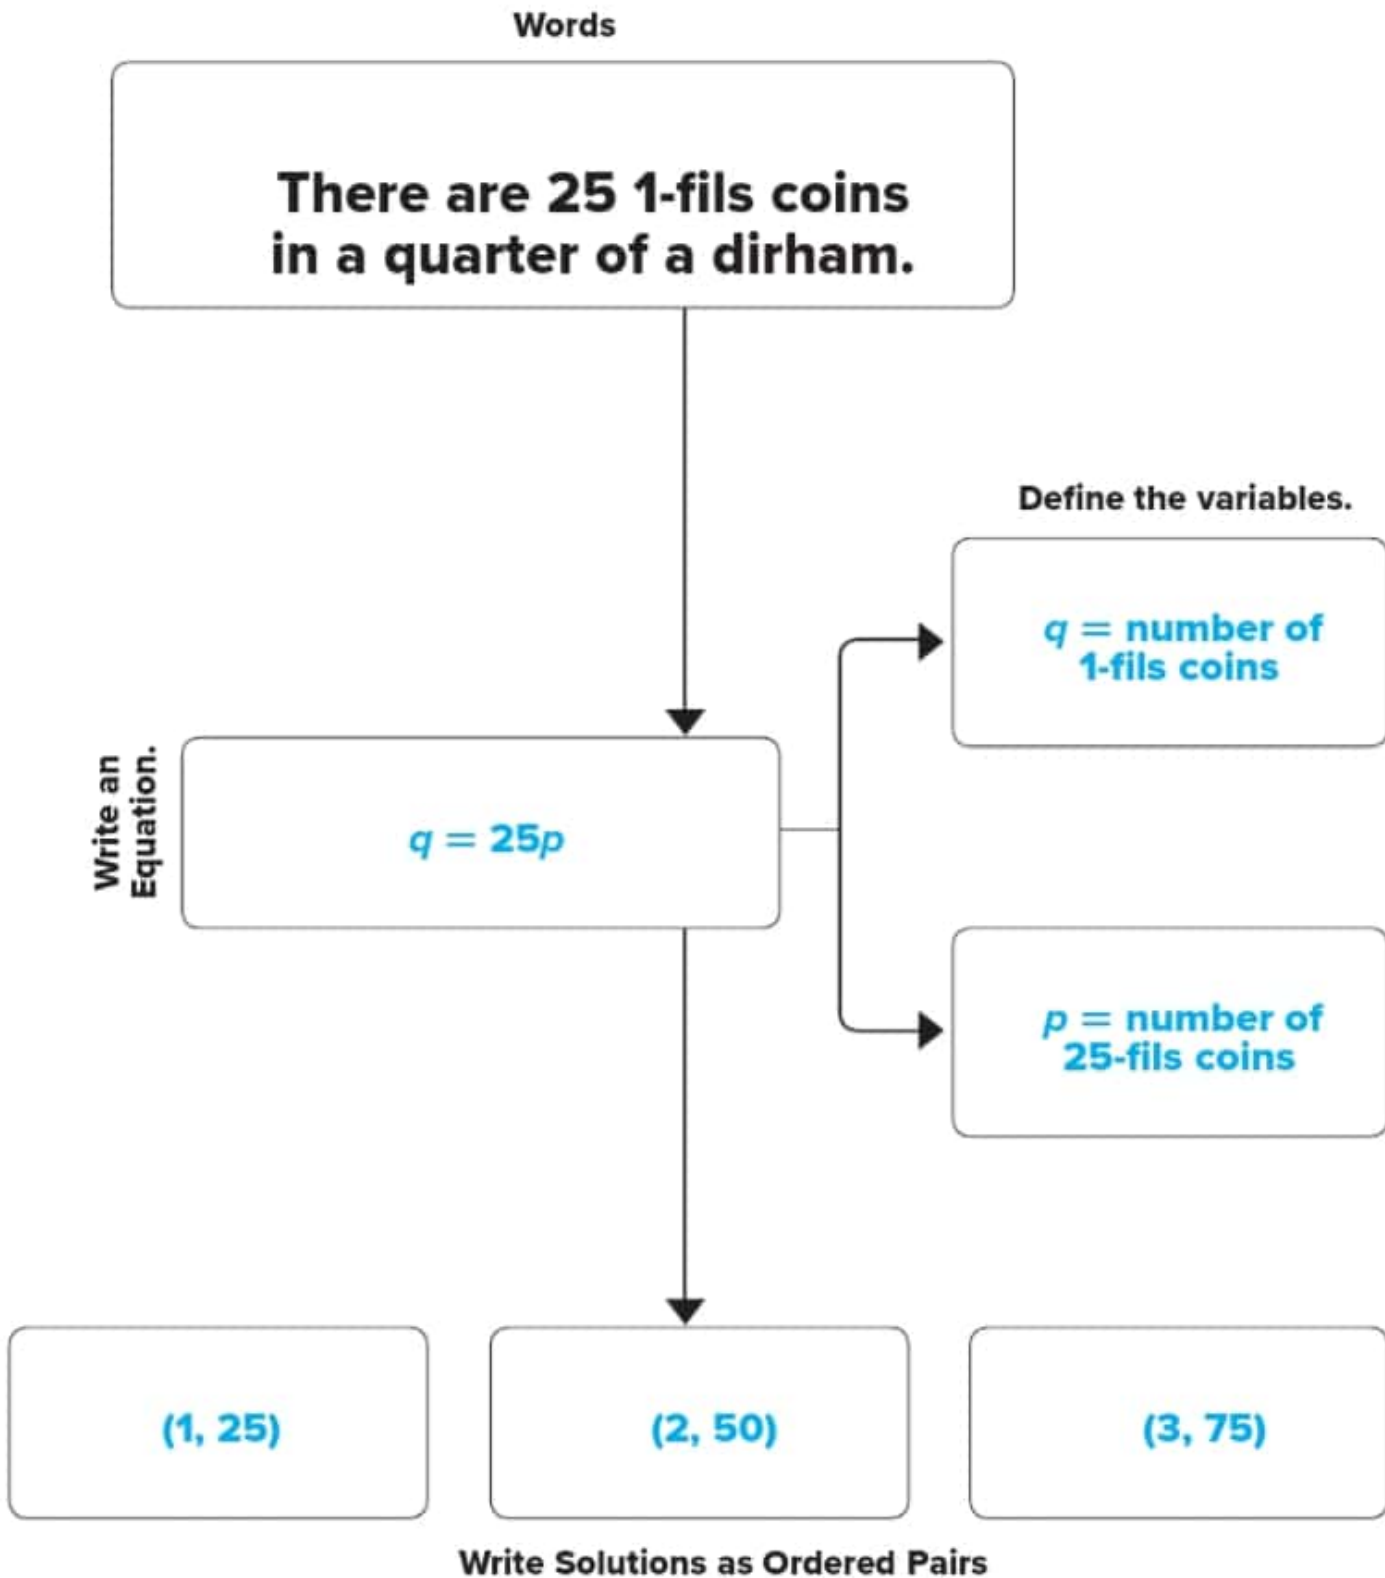 Words
There are 25 1-fils coins
in a quarter of a dirham.
Define the variables.
q = number of
1-fils coins
Write an
Equation.
q = 25p
p = number of
25-fils coins
(1, 25)
(2, 50)
(3, 75)
Write Solutions as Ordered Pairs